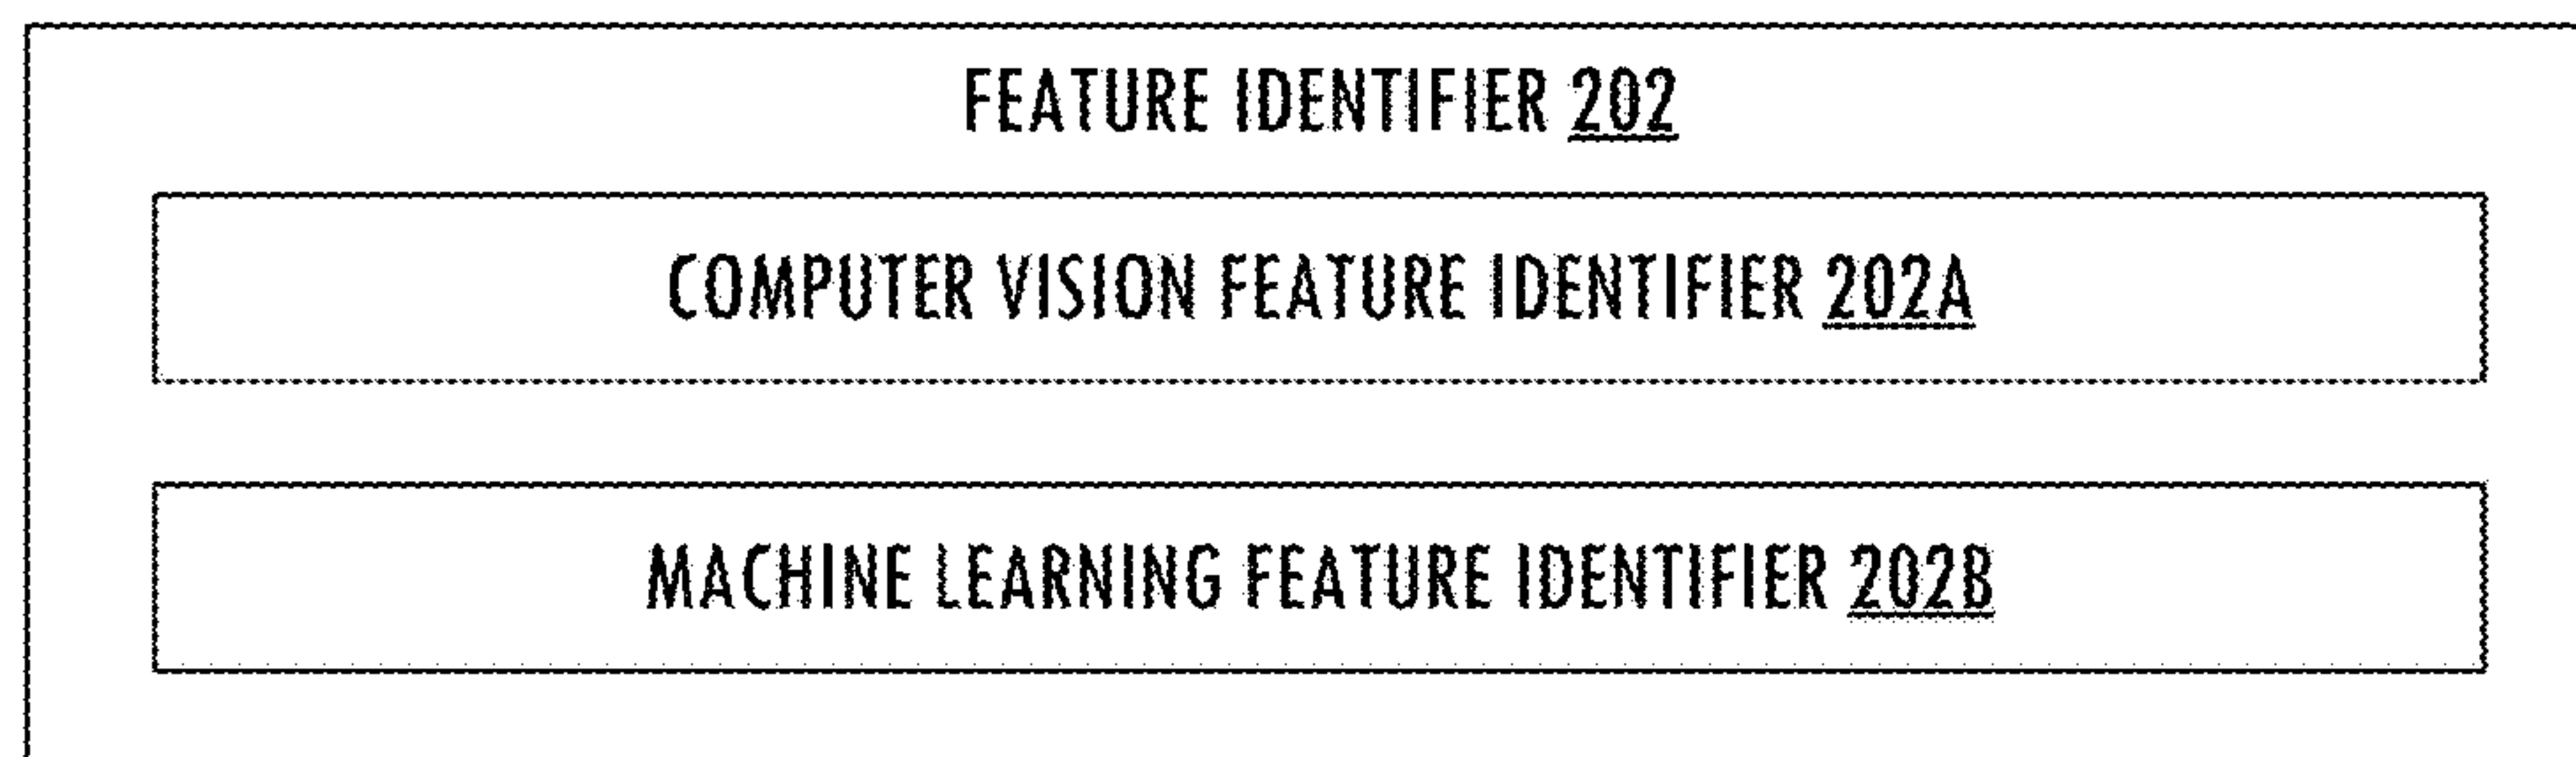 FEATURE IDENTIFIER 202
COMPUTER VISION FEATURE IDENTIFIER 202A
MACHINE LEARNING FEATURE IDENTIFIER 202B